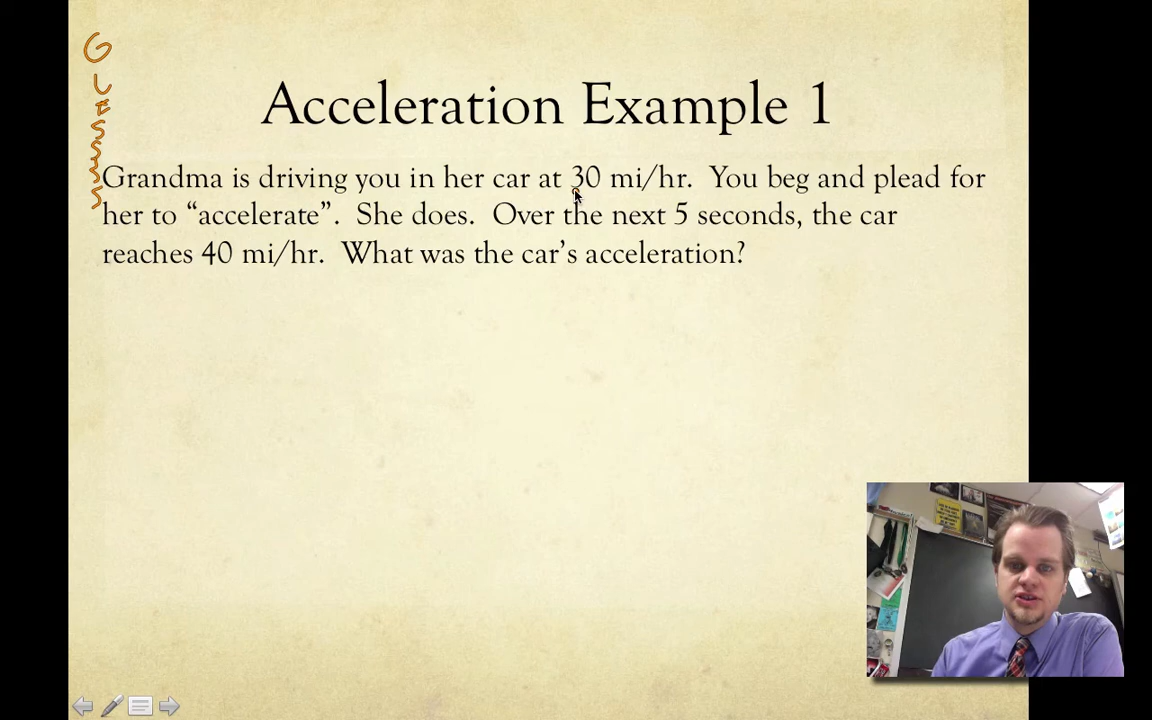 Acceleration Example 1
Grandma is driving you in her car at 30 mi/hr. You beg and plead for
her to “accelerate”. She does. Over the next 5 seconds, the car
reaches 40 mi/hr. What was the car’s acceleration?